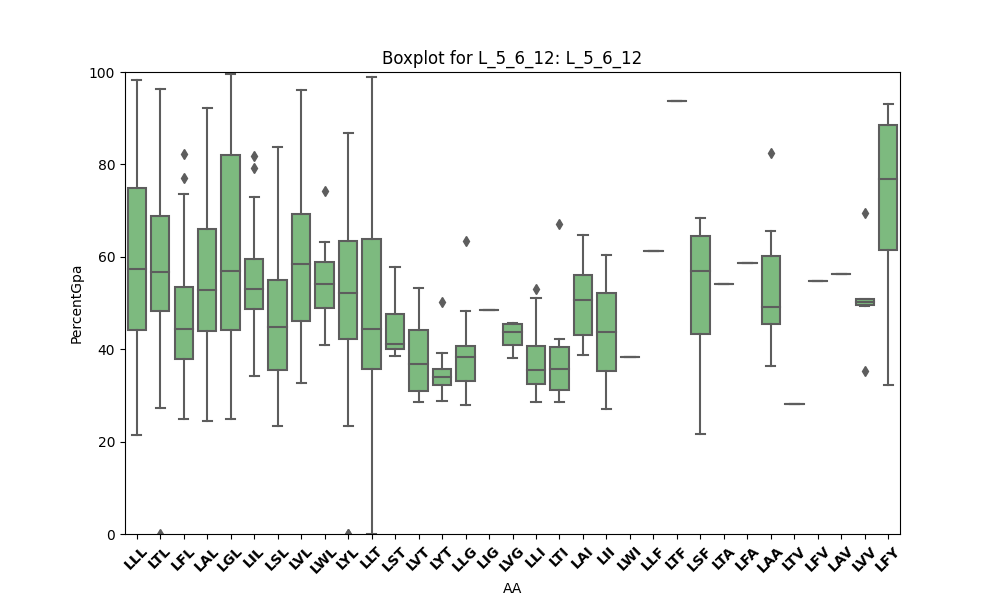 Boxplot for L_5_6_12: L_5_6_12
100
80
60
40
20
0
PercentGpa
LLL LTL LFL LAL LGL LIL LSL LVL LWL LYL LLT LST LVT LYT LLG LIG LVG LLI LTI LAI LII LWI LLF LTF LSF LTA LFA LAA LTV LFV LAV LVV LFY
AA